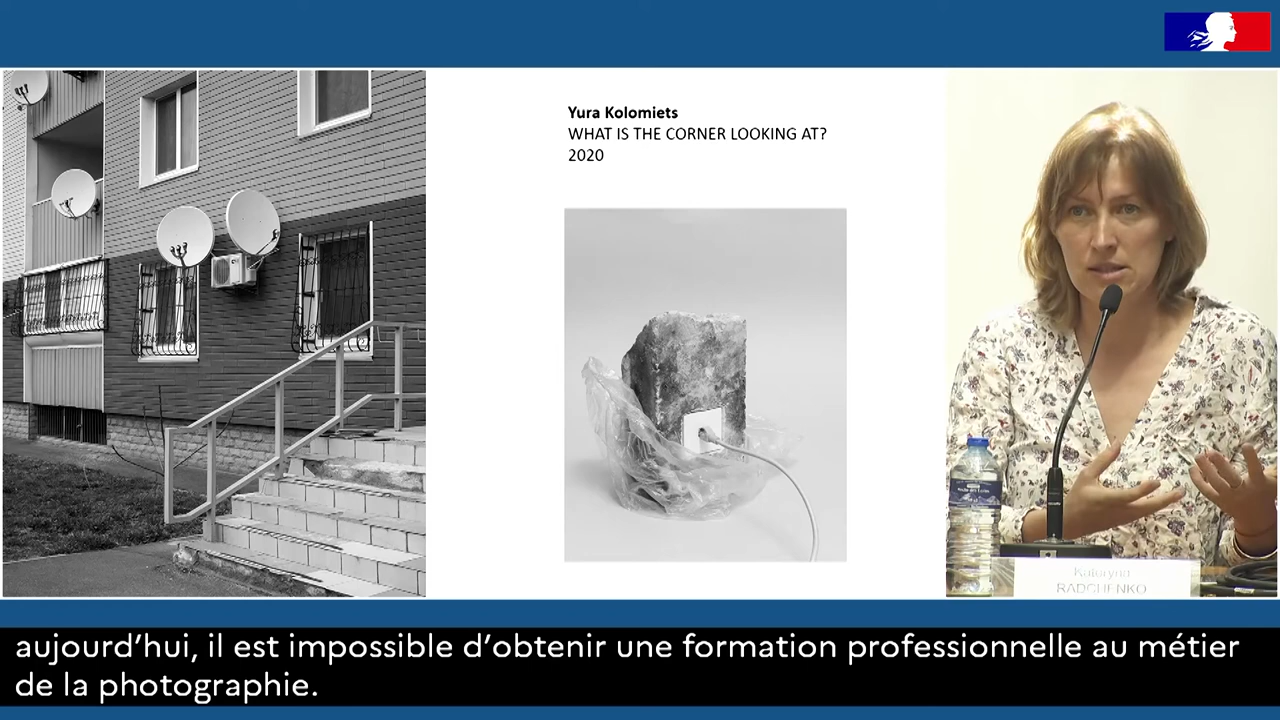 Yura Kolomiets
WHAT IS THE CORNER LOOKING AT?
2020
Kateryna
RADCHENKO
aujourd’hui, il est impossible d’obtenir une formation professionnelle au métier
de la photographie.